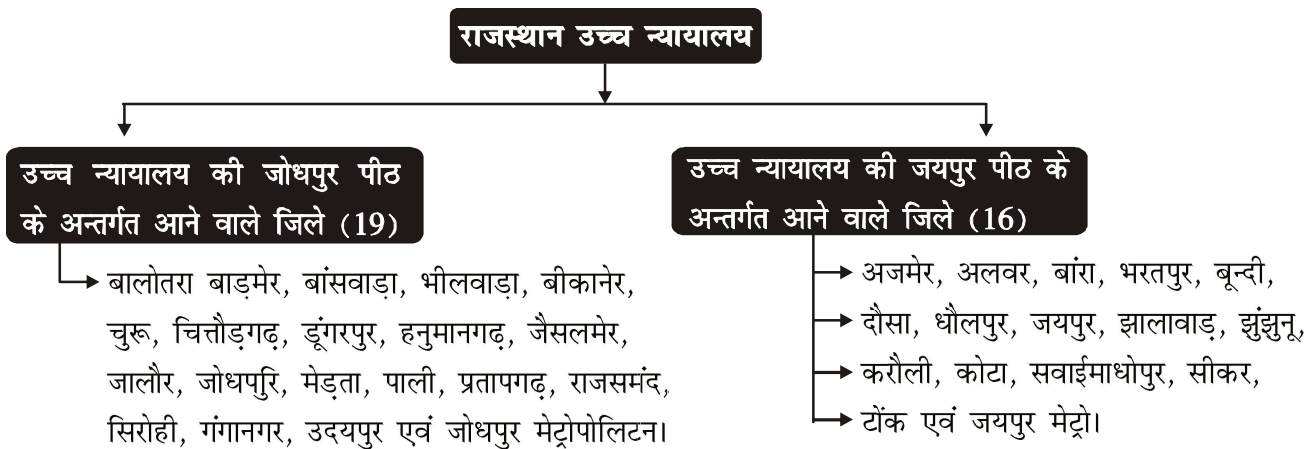 राजस्थान उच्च न्यायालय
उच्च न्यायालय की जोधपुर पीठ
के अन्तर्गत आने वाले जिले (19)
बालोतरा बाड़मेर, बांसवाड़ा, भीलवाड़ा, बीकानेर,
चुरू, चित्तौड़गढ़, डूंगरपुर, हनुमानगढ़, जैसलमेर,
जालौर, जोधपुरि, मेड़ता, पाली, प्रतापगढ़, राजसमंद,
सिरोही, गंगानगर, उदयपुर एवं जोधपुर मेट्रोपोलिटन।
उच्च न्यायालय की जयपुर पीठ के
अन्तर्गत आने वाले जिले (16)
अजमेर, अलवर, बांरा, भरतपुर, बून्दी,
दौसा, धौलपुर, जयपुर, झालावाड़, झुंझुनू,
करौली, कोटा, सवाईमाधोपुर, सीकर,
टोंक एवं जयपुर मेट्रो।